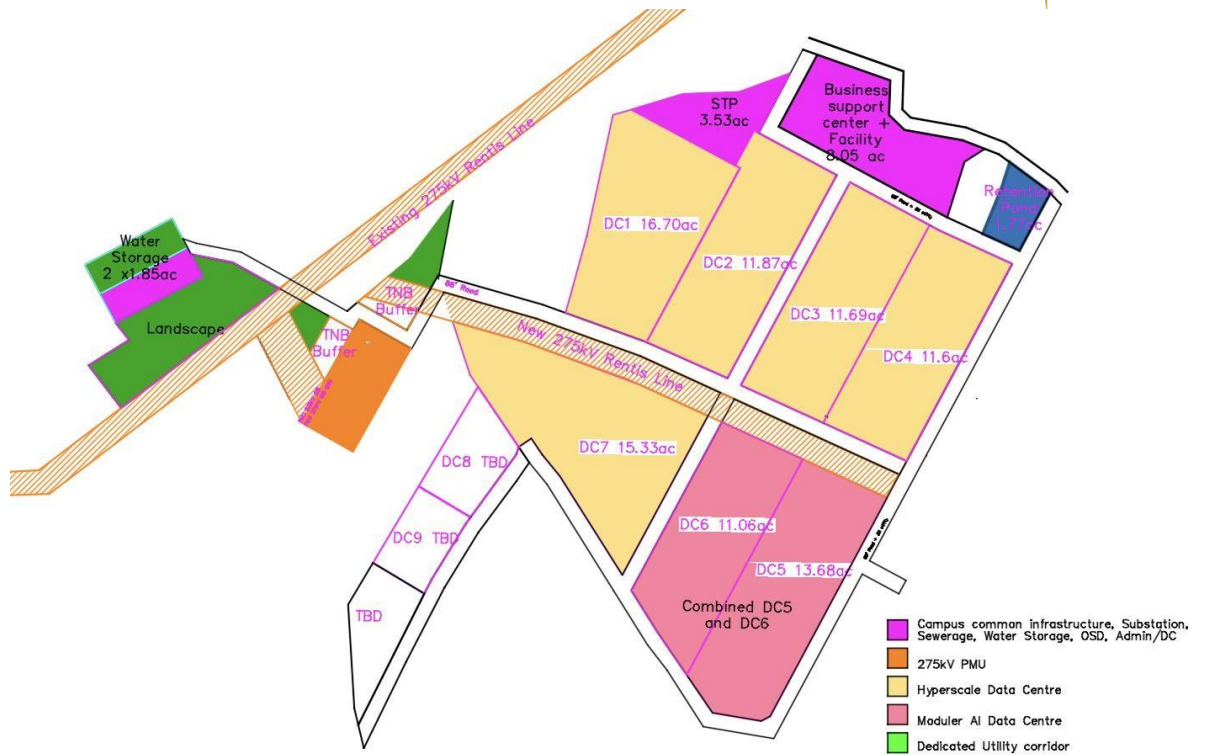 Existing 275kV Rentis Line
STP
3.53ac
Business
support
center +
Facility
8.05 ac
Retention
Pond
1.77ac
Water
Storage
2 x1.85ac
Landscape
TNB
Buffer
TNB
Buffer
66' Road
New 275kV Rentis Line
DC1 16.70ac
DC2 11.87ac
DC3 11.69ac
DC4 11.6ac
DC7 15.33ac
DC8 TBD
DC9 TBD
TBD
DC6 11.06ac
DC5 13.68ac
Combined DC5
and DC6
Campus common infrastructure, Substation,
Sewerage, Water Storage, OSD, Admin/DC
275kV PMU
Hyperscale Data Centre
Moduler AI Data Centre
Dedicated Utility corridor